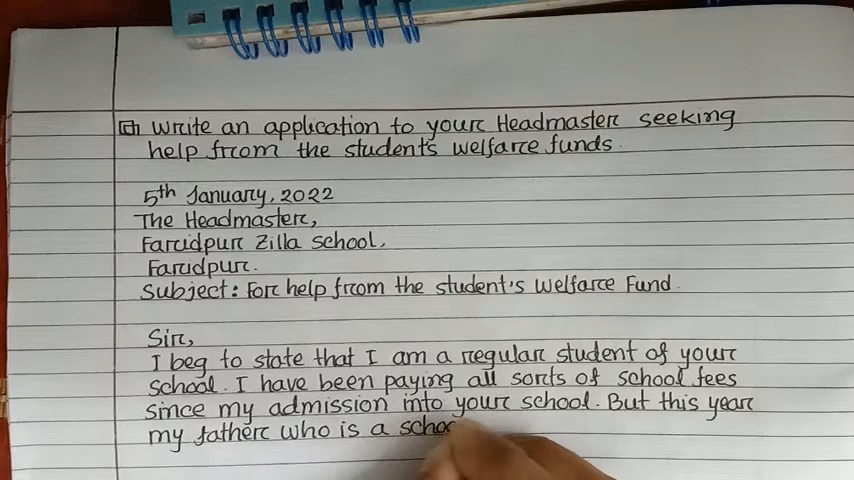 Write an application to your Headmaster seeking
help from the students welfare funds.
5th January, 2022
The Headmaster,
Faridpur Zilla School,
Faridpur.
Subject: For help from the student's Welfare Fund.
Sir,
I beg to state that I am a regular student of your
school. I have been paying all sorts of school fees
since my admission into your school. But this year
my father who is a scho